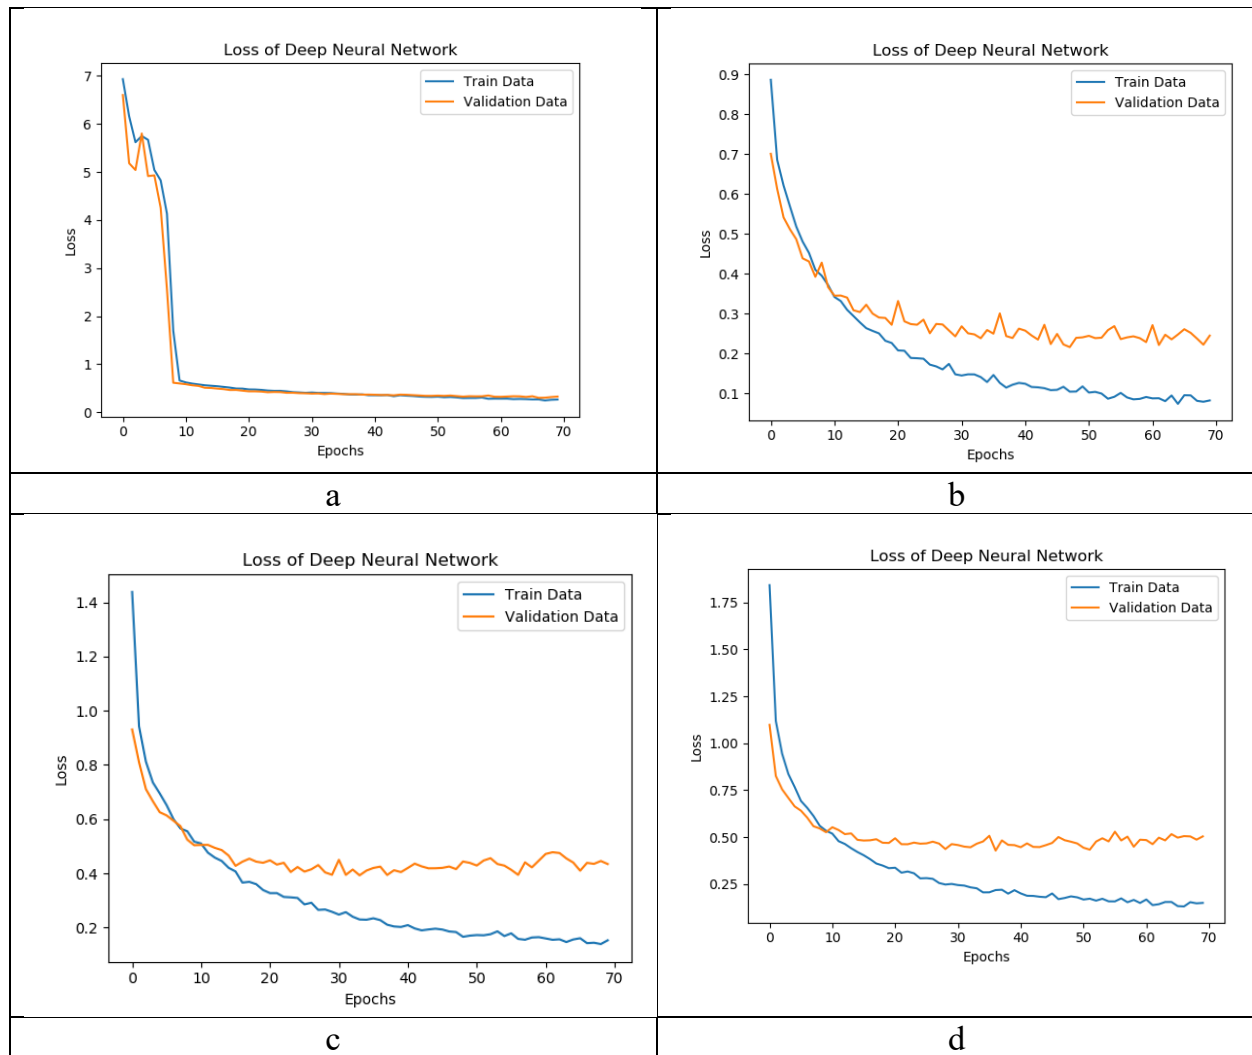 Loss of Deep Neural Network
Train Data
Validation Data
Loss
7
6
5
4
3
2
1
0
0 10 20 30 40 50 60 70
Epochs
a
Loss of Deep Neural Network
Train Data
Validation Data
Loss
0.9
0.8
0.7
0.6
0.5
0.4
0.3
0.2
0.1
0 10 20 30 40 50 60 70
Epochs
b
Loss of Deep Neural Network
Train Data
Validation Data
Loss
1.4
1.2
1.0
0.8
0.6
0.4
0.2
0 10 20 30 40 50 60 70
Epochs
c
Loss of Deep Neural Network
Train Data
Validation Data
Loss
1.75
1.50
1.25
1.00
0.75
0.50
0.25
0 10 20 30 40 50 60 70
Epochs
d